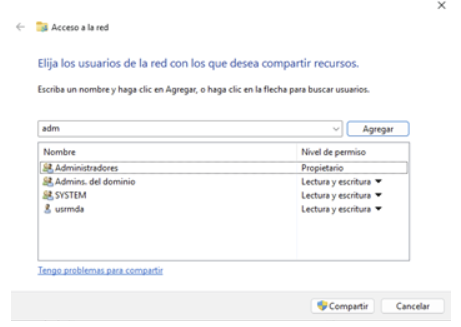 Acceso a la red
Elija los usuarios de la red con los que desea compartir recursos.
Escriba un nombre y haga clic en Agregar, o haga clic en la flecha para buscar usuarios.
adm Agregar
Nombre Nivel de permiso
Administradores Propietario
Admins. del dominio Lectura y escritura
SYSTEM Lectura y escritura
usrmda Lectura y escritura
Tengo problemas para compartir
Compartir Cancelar